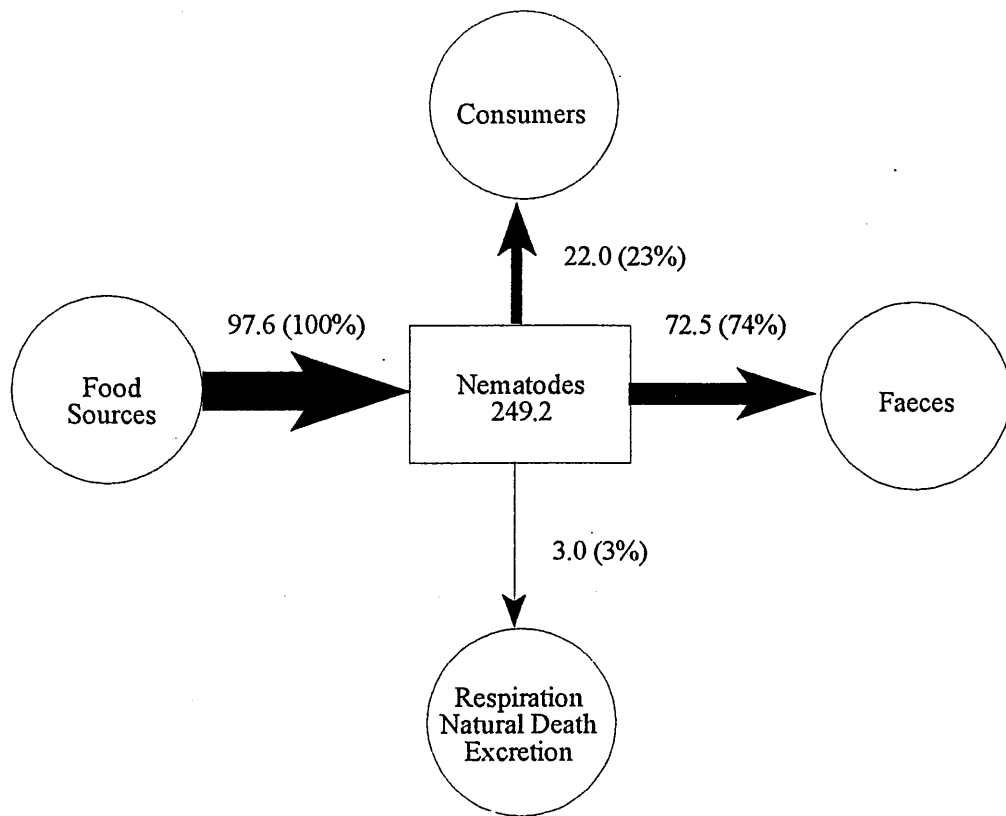 Consumers
22.0 (23%)
97.6 (100%)
72.5 (74%)
Food
Sources
Nematodes
249.2
Faeces
3.0 (3%)
Respiration
Natural Death
Excretion